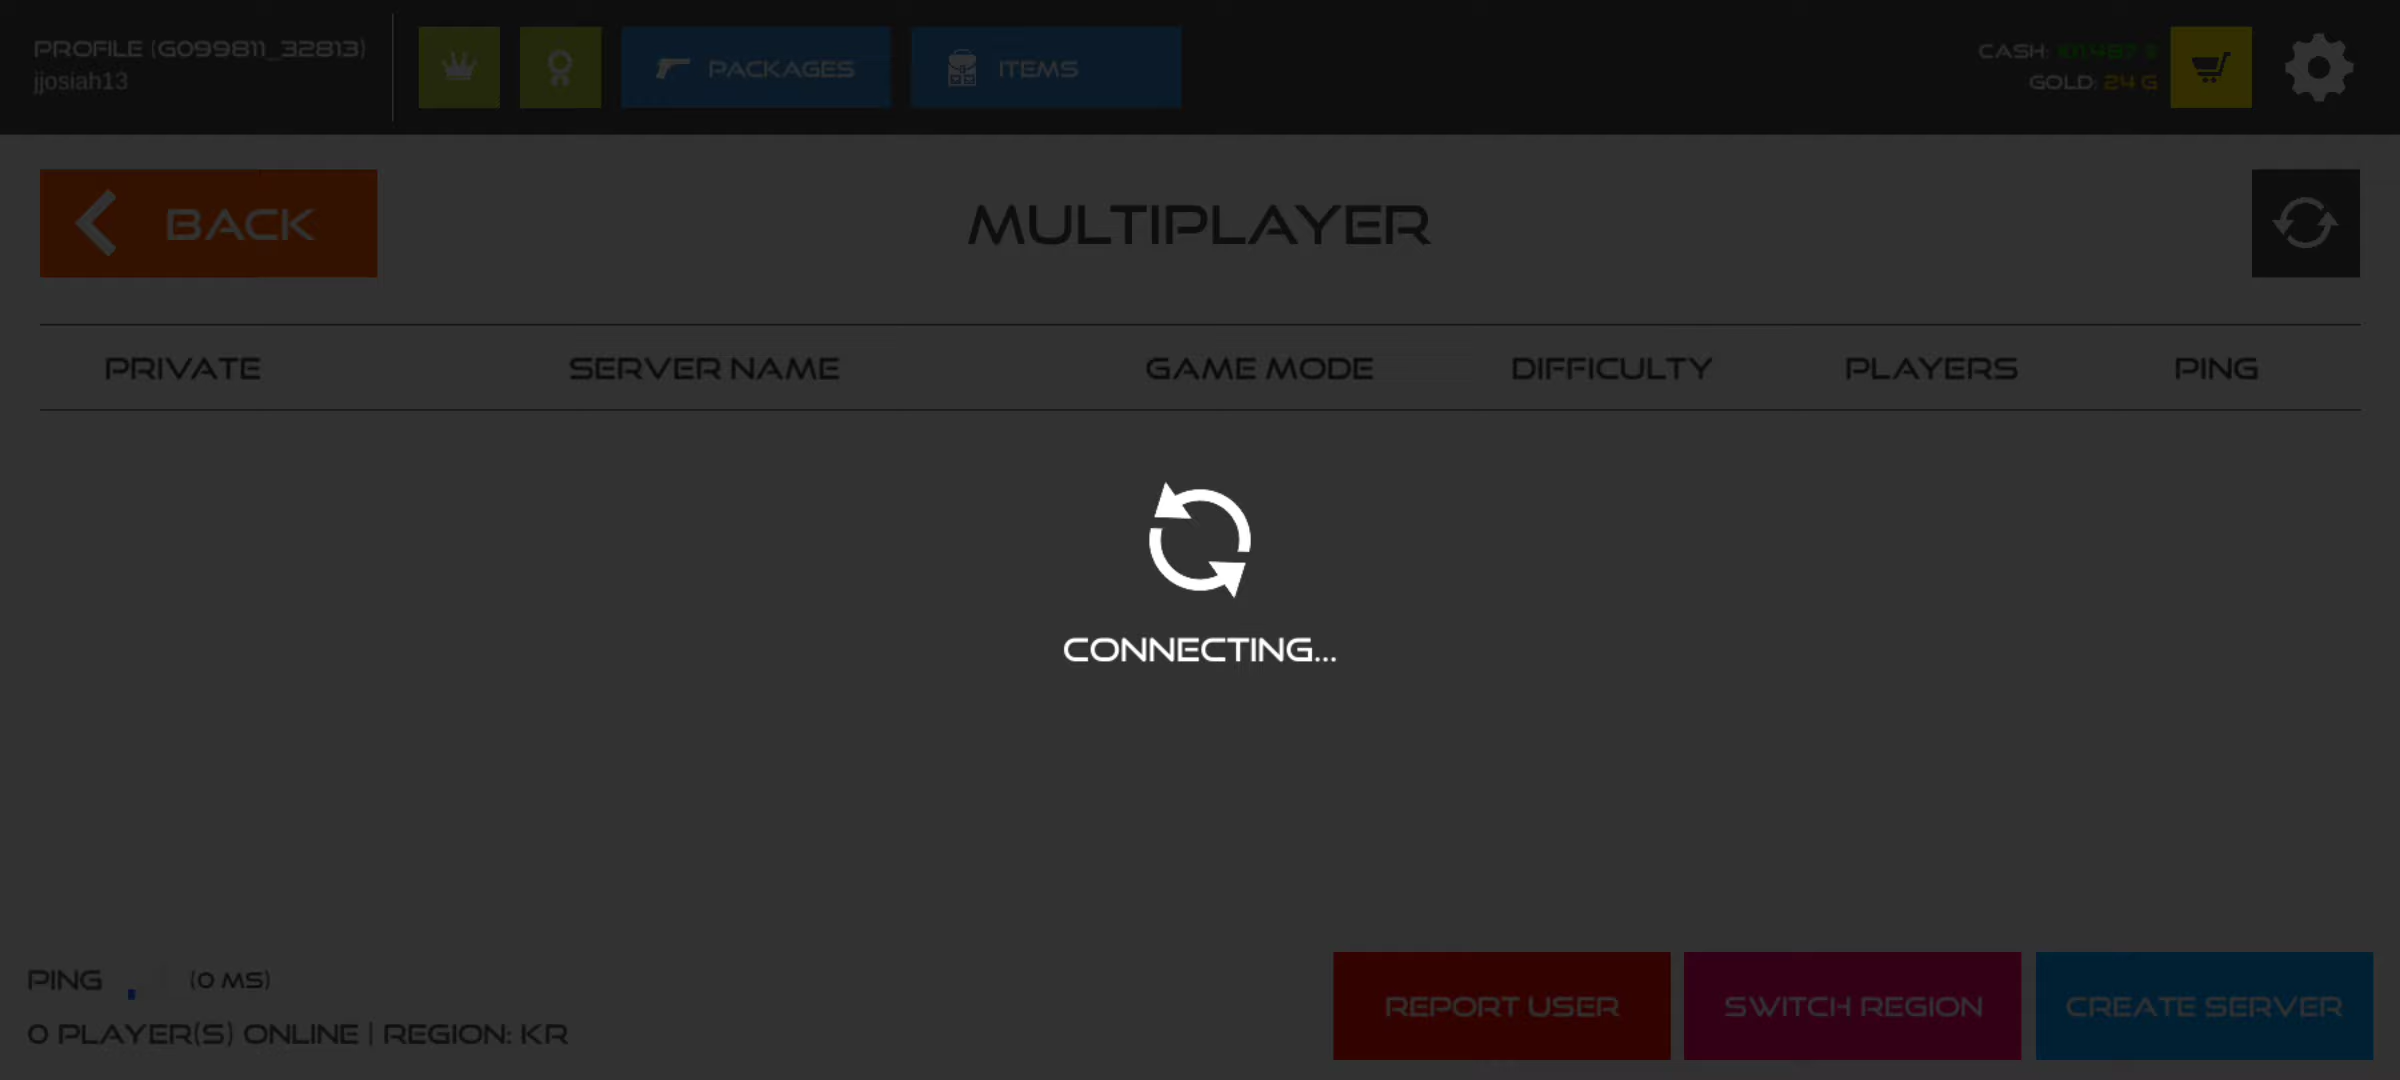 PROFILE (G099811_32813)
jjosiah13
PACKAGES
ITEMS
CASH:
GOLD: 24 G
BACK
MULTIPLAYER
PRIVATE SERVER NAME GAME MODE DIFFICULTY PLAYERS PING
CONNECTING...
PING (0 MS)
0 PLAYER(S) ONLINE | REGION: KR
REPORT USER
SWITCH REGION
CREATE SERVER